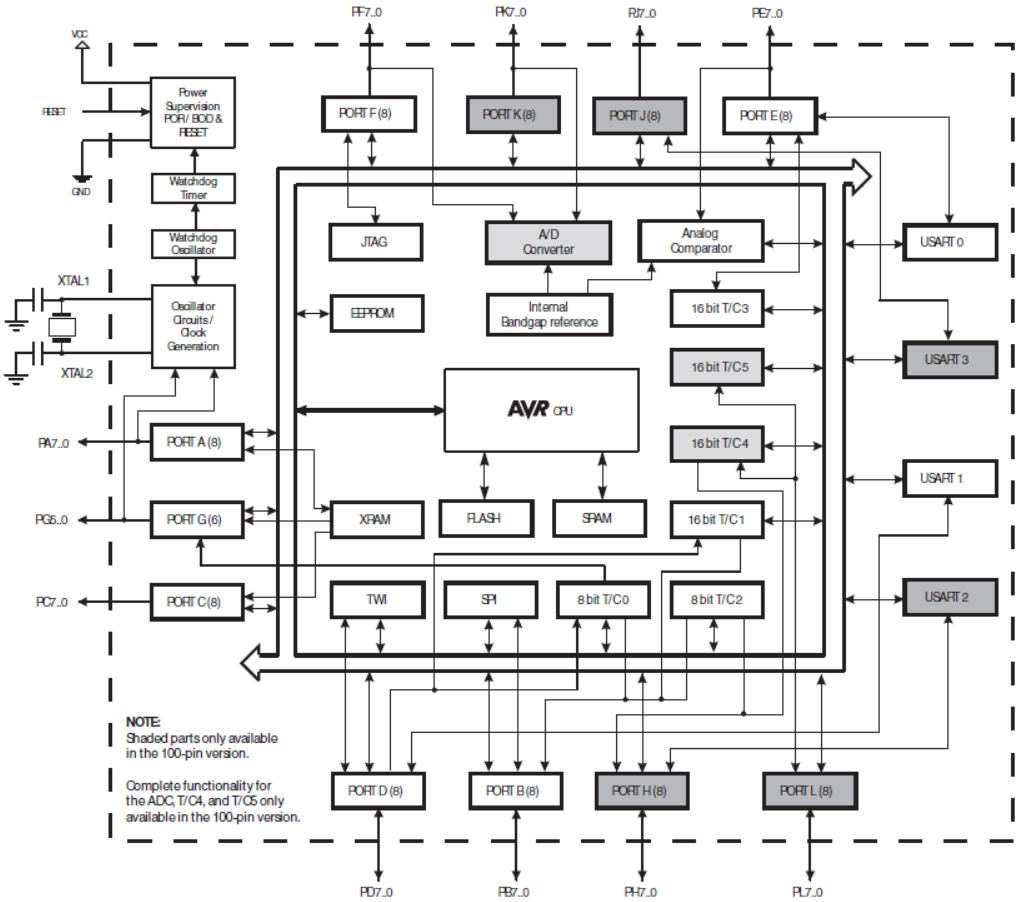 PF7..0
PK7..0
PJ7..0
PE7..0
VCC
RESET
GND
Power
Supervision
POR/ BOD &
RESET
PORT F (8)
PORT K (8)
PORT J (8)
PORT E (8)
Watchdog
Timer
Watchdog
Oscillator
JTAG
A/D
Converter
Analog
Comparator
USART 0
XTAL1
Oscillator
Circuits /
Clock
Generation
XTAL2
EEPROM
Internal
Bandgap reference
16 bit T/C3
16 bit T/C5
USART 3
AVR CPU
PA7..0
PORT A (8)
16 bit T/C4
USART 1
PG5..0
PORT G (6)
XRAM
FLASH
SRAM
16 bit T/C1
PC7..0
PORT C (8)
TWI
SPI
8 bit T/C0
8 bit T/C2
USART 2
NOTE:
Shaded parts only available
in the 100-pin version.
Complete functionality for
the ADC, T/C4, and T/C5 only
available in the 100-pin version.
PORT D (8)
PORT B (8)
PORT H (8)
PORT L (8)
PD7..0
PB7..0
PH7..0
PL7..0